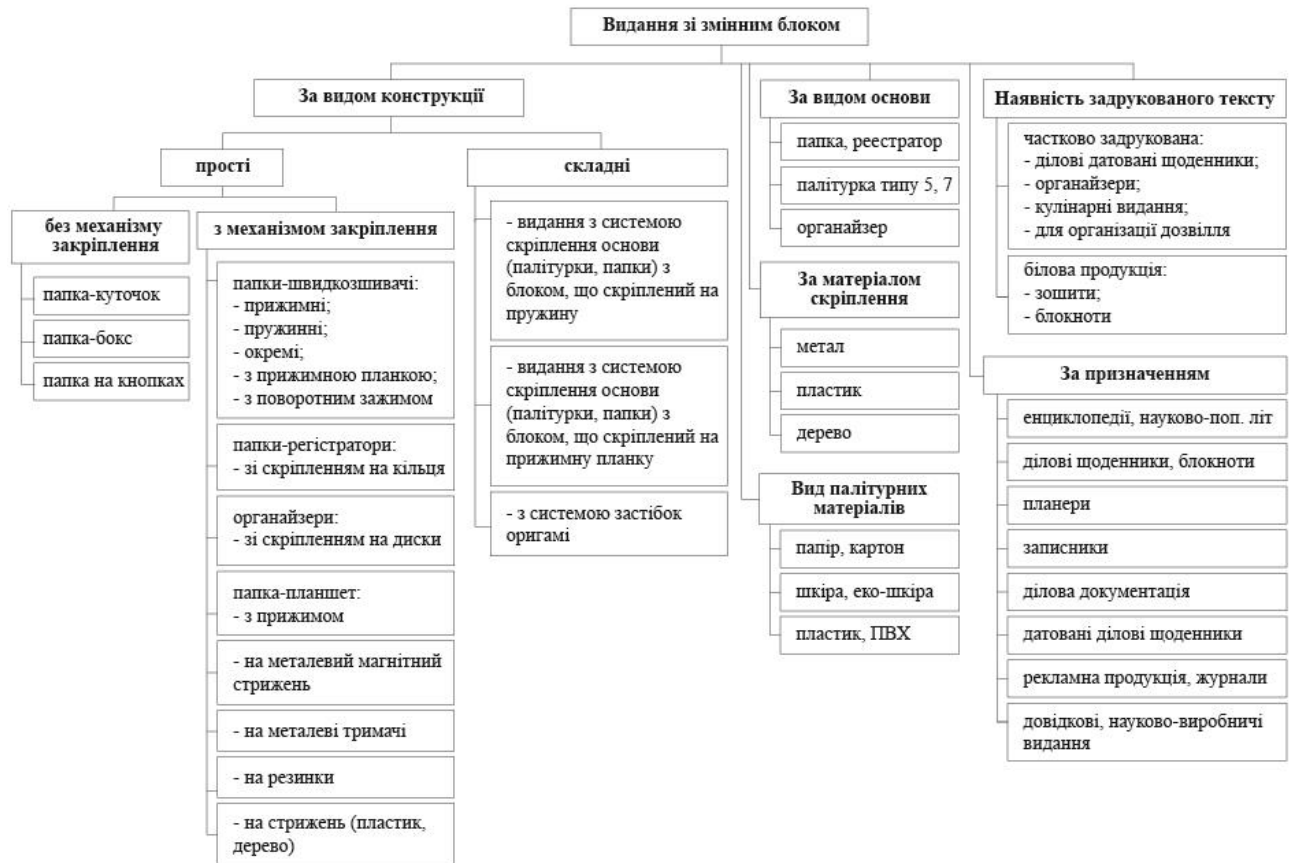 Видання зі змінним блоком
За видом конструкції
прості
без механізму
закріплення
папка-куточок
папка-бокс
папка на кнопках
з механізмом закріплення
папки-швидкозшивачі:
- прижимні;
- пружинні;
- окремі;
- з прижимною планкою;
- з поворотним зажимом
папки-регістратори:
- зі скріпленням на кільця
органайзери:
- зі скріпленням на диски
папка-планшет:
- з прижимом
- на металевий магнітний
стрижень
- на металеві тримачі
- на резинки
- на стрижень (пластик,
дерево)
складні
- видання з системою
скріплення основи
(палітурки, папки) з
блоком, що скріплений на
пружину
- видання з системою
скріплення основи
(палітурки, папки) з
блоком, що скріплений на
прижимну планку
- з системою застібок
оригамі
За видом основи
папка, реестратор
палітурка типу 5, 7
органайзер
За матеріалом
скріплення
метал
пластик
дерево
Вид палітурних
матеріалів
папір, картон
шкіра, еко-шкіра
пластик, ПВХ
Наявність задрукованого тексту
частково задрукована:
- ділові датовані щоденники;
- органайзери;
- кулінарні видання;
- для організації дозвілля
білова продукція:
- зошити;
- блокноти
За призначенням
енциклопедії, науково-поп. літ
ділові щоденники, блокноти
планери
записники
ділова документація
датовані ділові щоденники
рекламна продукція, журнали
довідкові, науково-виробничі
видання